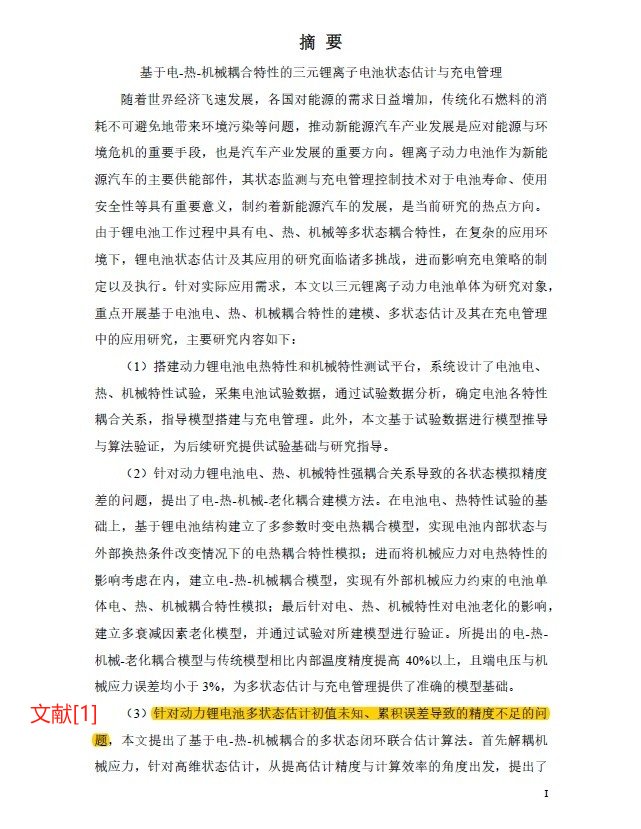 摘 要
基于电-热-机械耦合特性的三元锂离子电池状态估计与充电管理
随着世界经济飞速发展，各国对能源的需求日益增加，传统化石燃料的消
耗不可避免地带来环境污染等问题，推动新能源汽车产业发展是应对能源与环
境危机的重要手段，也是汽车产业发展的重要方向。锂离子动力电池作为新能
源汽车的主要供能部件，其状态监测与充电管理控制技术对于电池寿命、使用
安全性等具有重要意义，制约着新能源汽车的发展，是当前研究的热点方向。
由于锂电池工作过程中具有电、热、机械等多状态耦合特性，在复杂的应用环
境下，锂电池状态估计及其应用的研究面临诸多挑战，进而影响充电策略的制
定以及执行。针对实际应用需求，本文以三元锂离子动力电池单体为研究对象，
重点开展基于电池电、热、机械耦合特性的建模、多状态估计及其在充电管理
中的应用研究，主要研究内容如下：
（1）搭建动力锂电池电热特性和机械特性测试平台，系统设计了电池电、
热、机械特性试验，采集电池试验数据，通过试验数据分析，确定电池各特性
耦合关系，指导模型搭建与充电管理。此外，本文基于试验数据进行模型推导
与算法验证，为后续研究提供试验基础与研究指导。
（2）针对动力锂电池电、热、机械特性强耦合关系导致的各状态模拟精度
差的问题，提出了电-热-机械-老化耦合建模方法。在电池电、热特性试验的基
础上，基于锂电池结构建立了多参数时变电热耦合模型，实现电池内部状态与
外部换热条件改变情况下的电热耦合特性模拟；进而将机械应力对电热特性的
影响考虑在内，建立电-热-机械耦合模型，实现有外部机械应力约束的电池单
体电、热、机械耦合特性模拟；最后针对电、热、机械特性对电池老化的影响，
建立多衰减因素老化模型，并通过试验对所建模型进行验证。所提出的电-热-
机械-老化耦合模型与传统模型相比内部温度精度提高 40%以上，且端电压与机
械应力误差均小于 3%，为多状态估计与充电管理提供了准确的模型基础。
文献[1]
（3）针对动力锂电池多状态估计初值未知、累积误差导致的精度不足的问
题，本文提出了基于电-热-机械耦合的多状态闭环联合估计算法。首先解耦机
械应力，针对高维状态估计，从提高估计精度与计算效率的角度出发，提出了
I